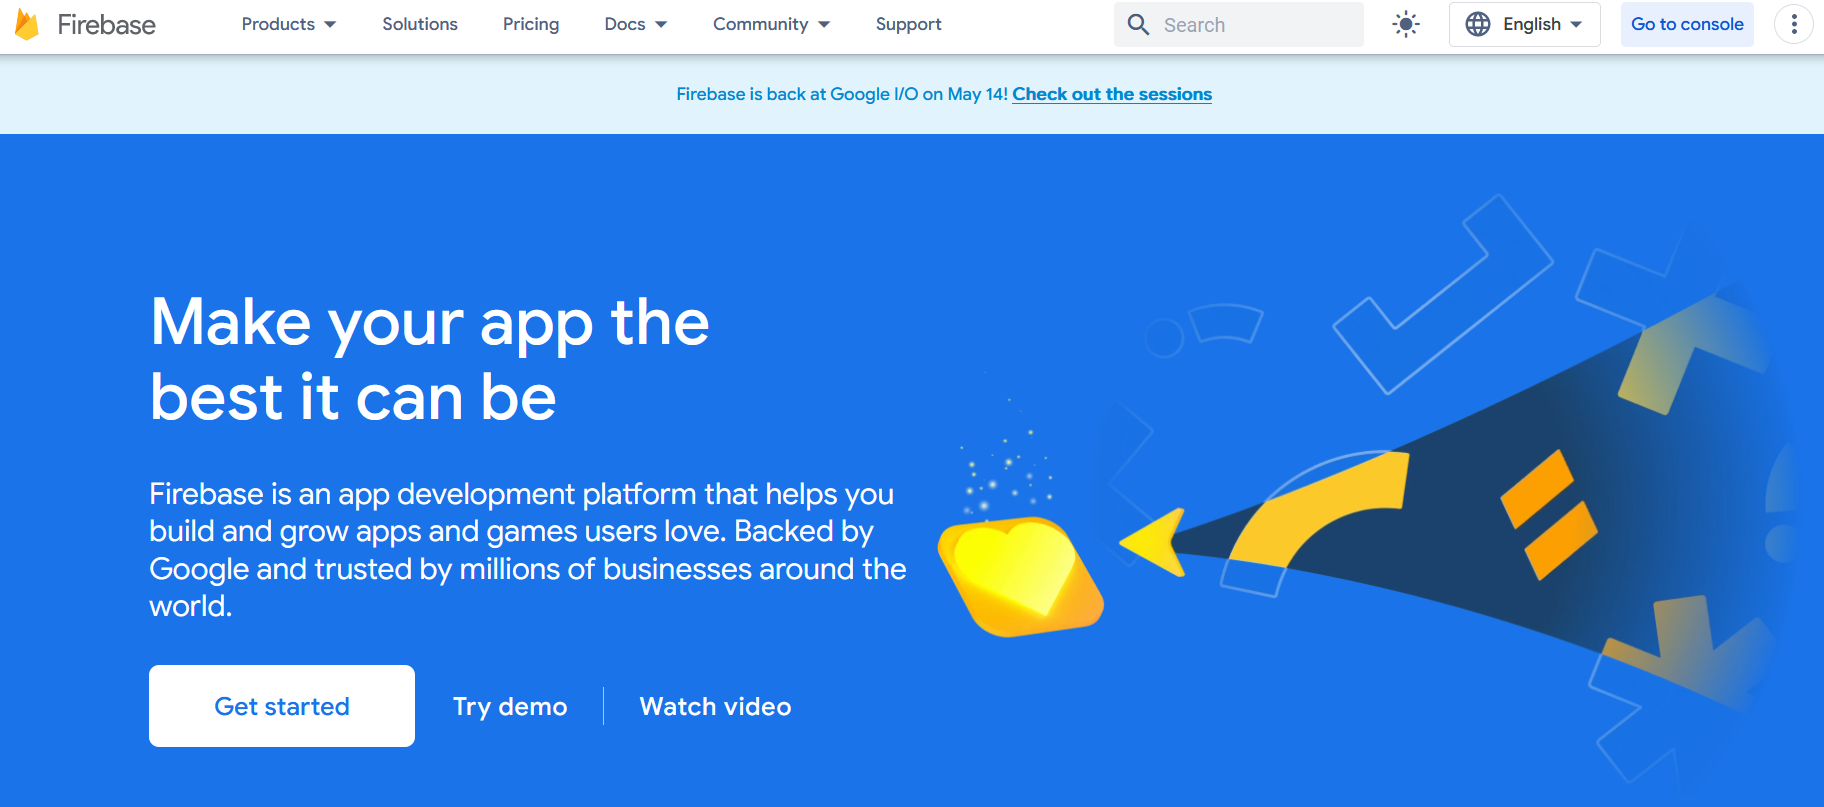 Firebase
Products
Solutions
Pricing
Docs
Community
Support
Search
English
Go to console
Firebase is back at Google I/O on May 14! Check out the sessions
Make your app the
best it can be
Firebase is an app development platform that helps you
build and grow apps and games users love. Backed by
Google and trusted by millions of businesses around the
world.
Get started
Try demo
Watch video